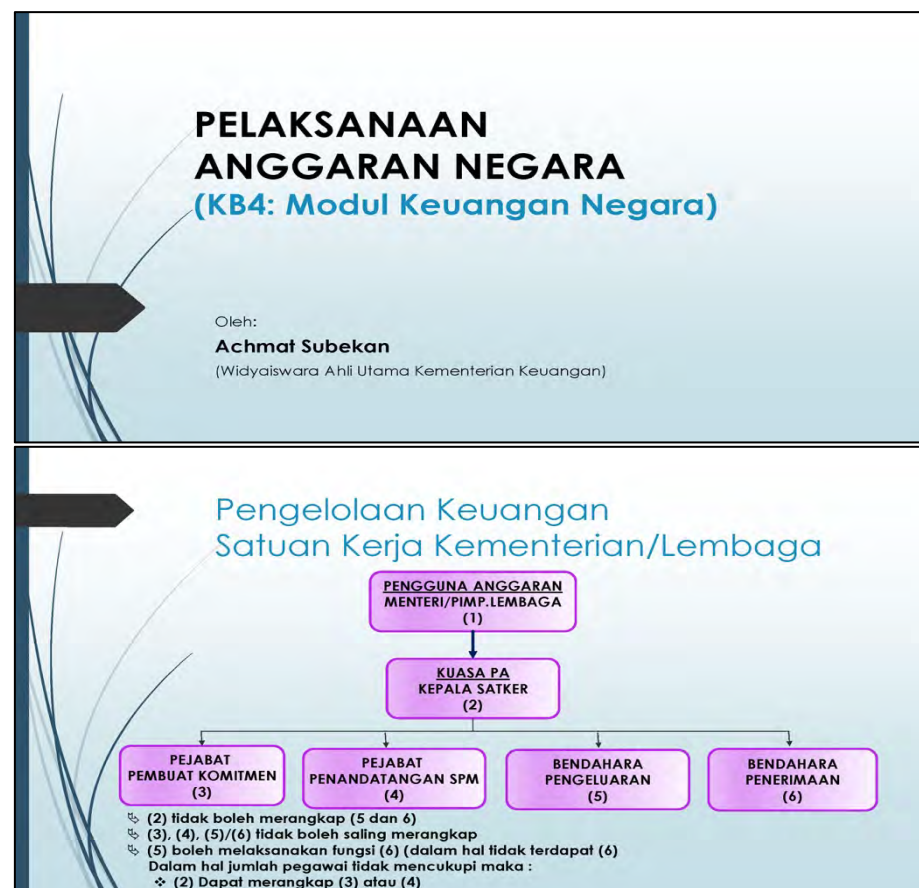 PELAKSANAAN
ANGGARAN NEGARA
(KB4: Modul Keuangan Negara)
Oleh:
Achmat Subekan
(Widyaiswara Ahli Utama Kementerian Keuangan)
Pengelolaan Keuangan
Satuan Kerja Kementerian/Lembaga
PENGGUNA ANGGARAN
MENTERI/PIMP.LEMBAGA
(1)
KUASA PA
KEPALA SATKER
(2)
PEJABAT
PEMBUAT KOMITMEN
(3)
PEJABAT
PENANDATANGAN SPM
(4)
BENDAHARA
PENGELUARAN
(5)
BENDAHARA
PENERIMAAN
(6)
(2) tidak boleh merangkap (5 dan 6)
(3), (4), (5)/(6) tidak boleh saling merangkap
(5) boleh melaksanakan fungsi (6) (dalam hal tidak terdapat (6)
Dalam hal jumlah pegawai tidak mencukupi maka :
(2) Dapat merangkap (3) atau (4)